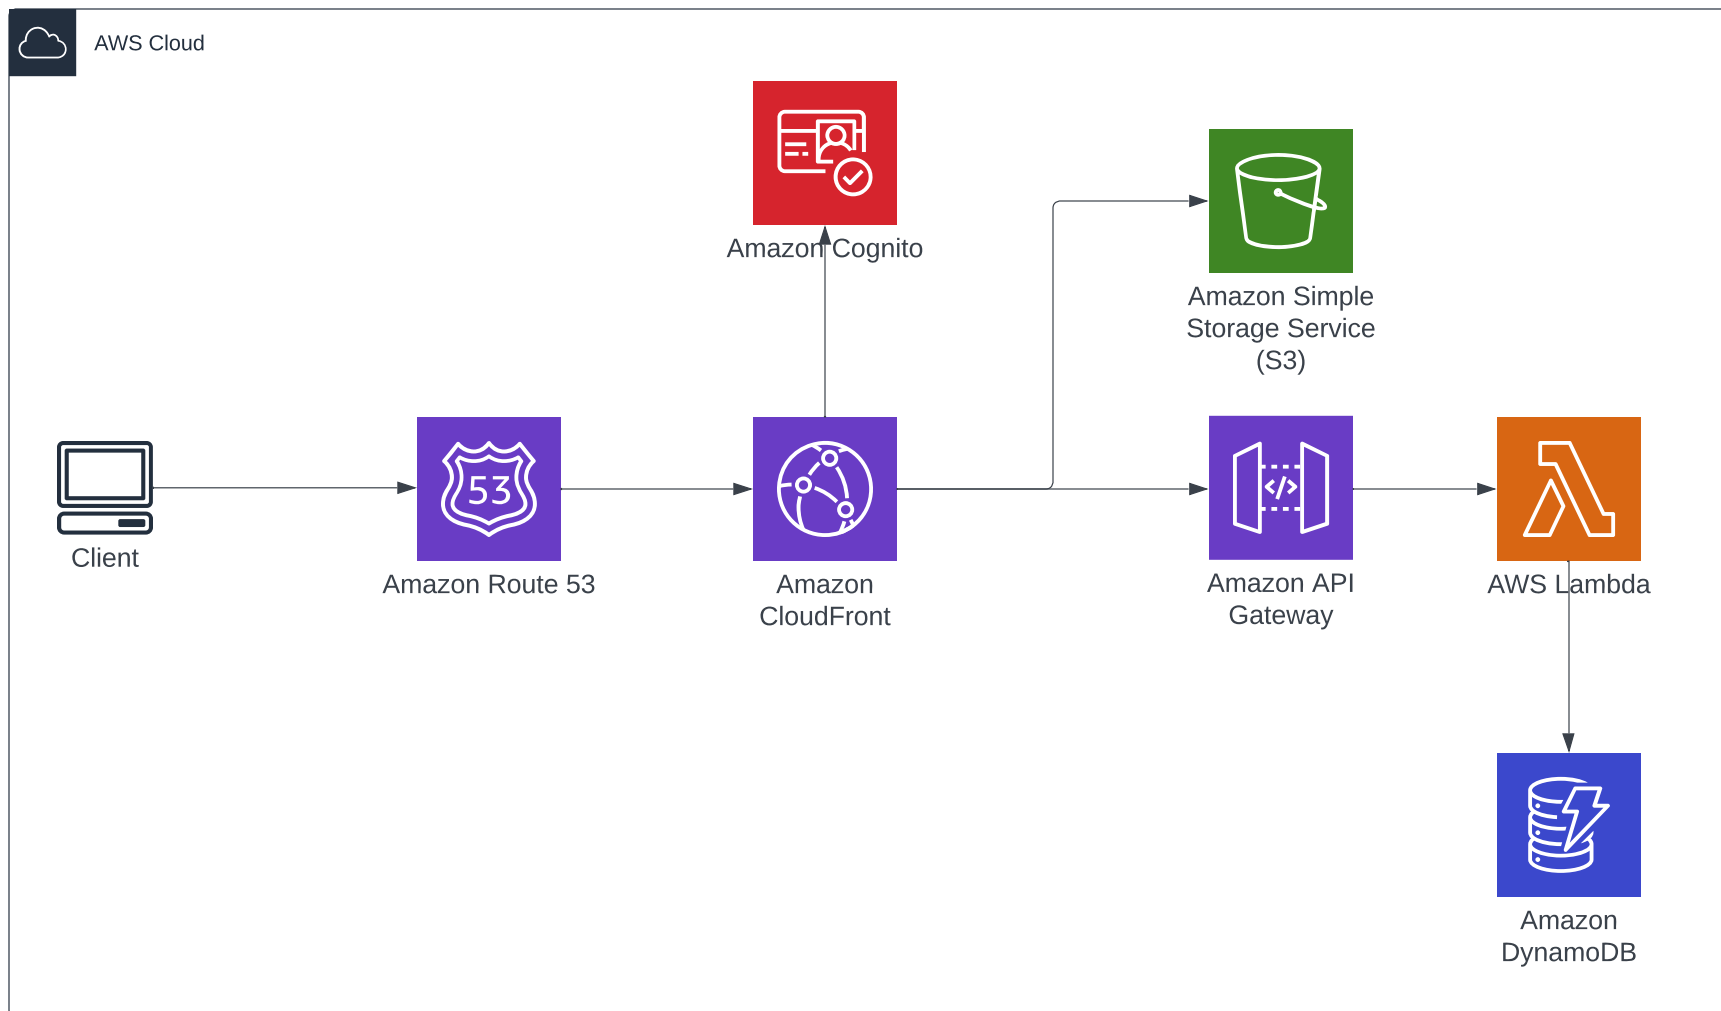 AWS Cloud
Amazon Cognito
Amazon Simple
Storage Service
(S3)
Client
53
Amazon Route 53
Amazon
CloudFront
</>
Amazon API
Gateway
AWS Lambda
Amazon
DynamoDB